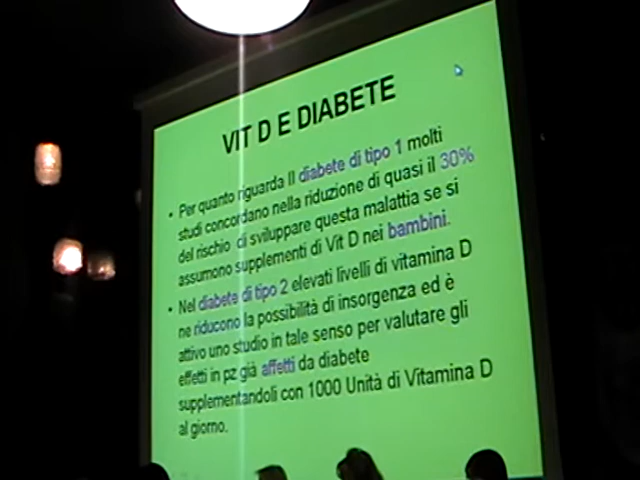 VIT D E DIABETE
• Per quanto riguarda Il diabete di tipo 1 molti
studi concordano nella riduzione di quasi il 30%
del rischio di sviluppare questa malattia se si
assumono supplementi di Vit D nei bambini.
• Nel diabete di tipo 2 elevati livelli di vitamina D
ne riducono la possibilità di insorgenza ed è
attivo uno studio in tale senso per valutare gli
effetti in pz già affetti da diabete
supplementandoli con 1000 Unità di Vitamina D
al giorno.